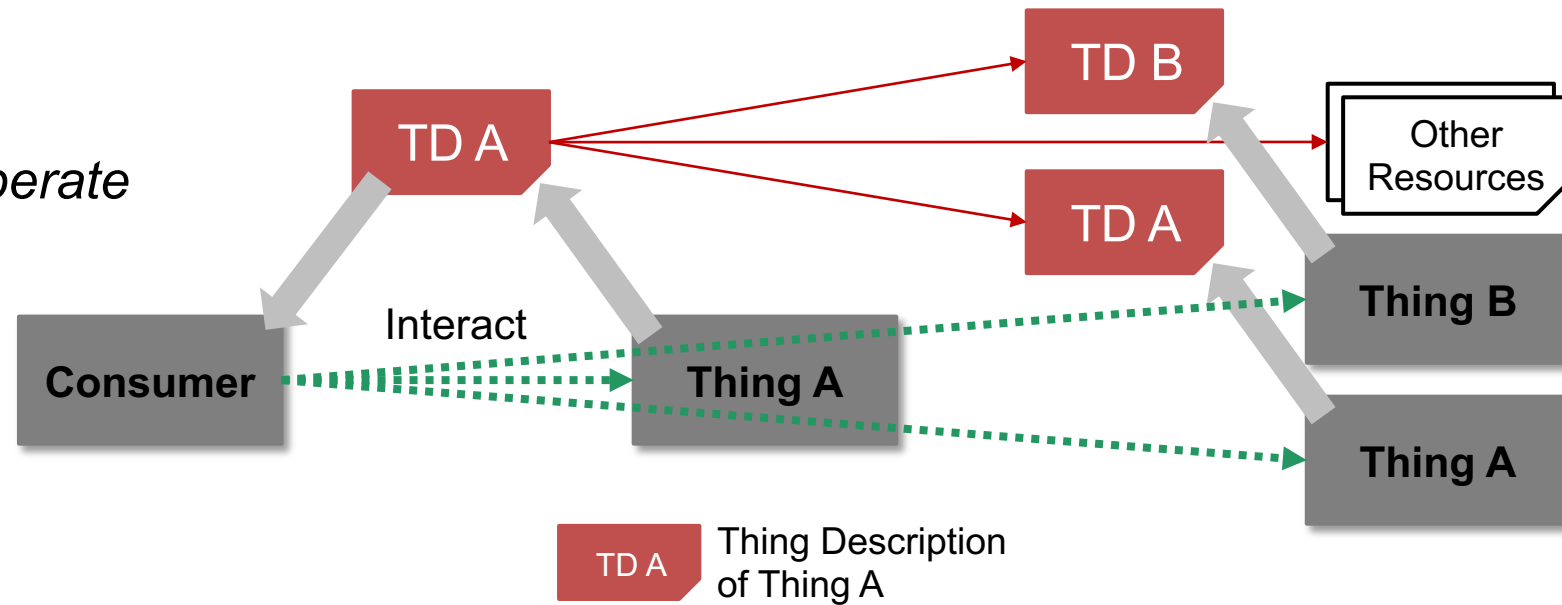 TD B
TD A
Other
Resources
perate
TD A
Thing B
Interact
Consumer
Thing A
Thing A
TD A
Thing Description
of Thing A